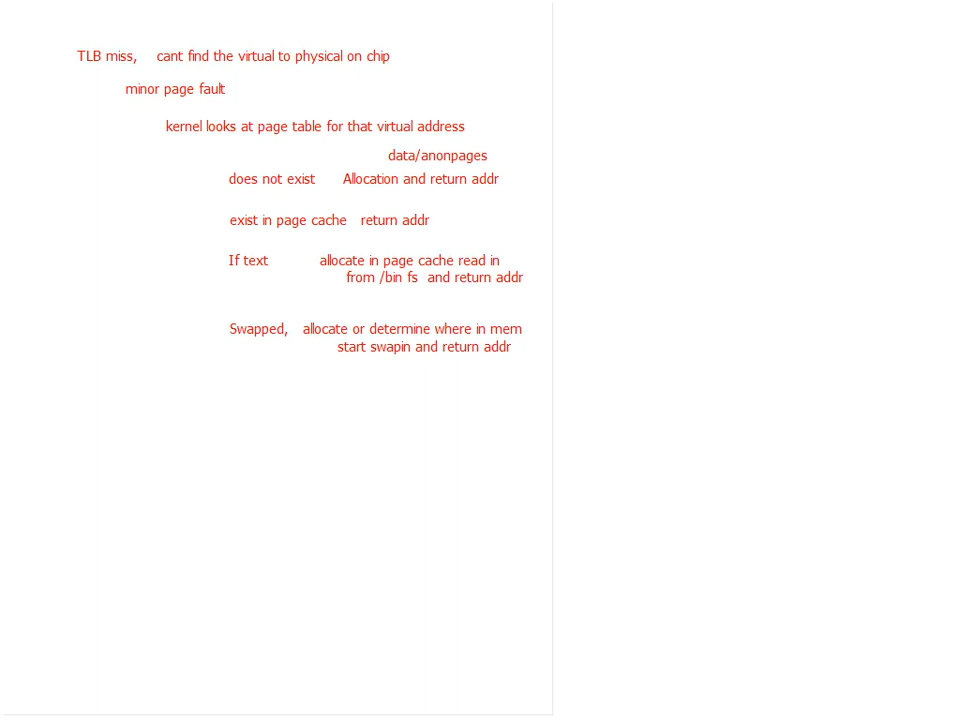 TLB miss, cant find the virtual to physical on chip
minor page fault
kernel looks at page table for that virtual address
data/anonpages
does not exist Allocation and return addr
exist in page cache return addr
If text allocate in page cache read in
from /bin fs and return addr
Swapped, allocate or determine where in mem
start swapin and return addr